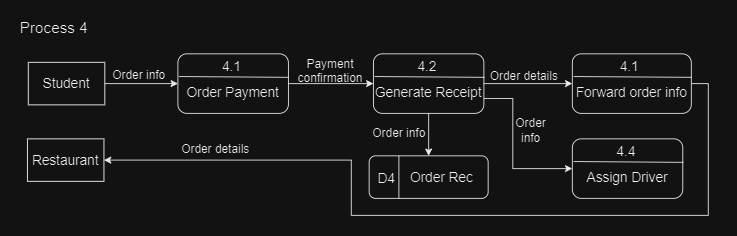 Process 4
Student
Order info
4.1
Order Payment
Payment
confirmation
4.2
Generate Receipt
Order details
4.1
Forward order info
Order info
Order
info
Restaurant
Order details
D4
Order Rec
4.4
Assign Driver